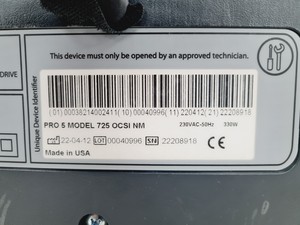 This device must only be opened by an approved technician.
DRIVE
Unique Device Identifier
(01) 00038214002411 (10) 00040996 (11) 220412 (21) 22208918
PRO 5 MODEL 725 OCSI NM 230VAC~50Hz 330W
22-04-12 LOT 00040996 SN 22208918 CE
Made in USA